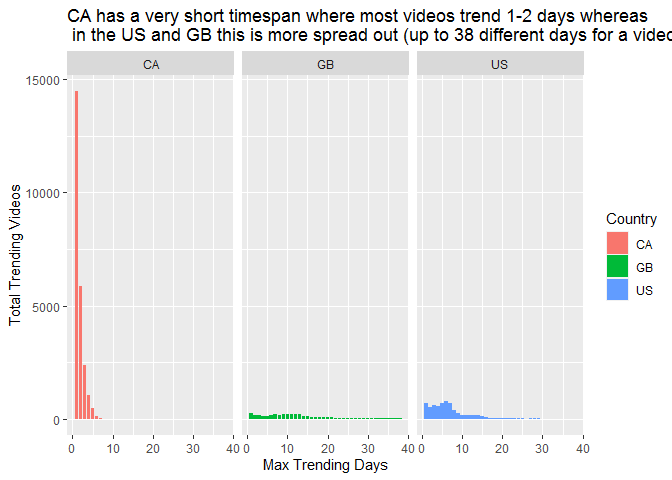 CA has a very short timespan where most videos trend 1-2 days whereas
in the US and GB this is more spread out (up to 38 different days for a video
CA
GB
US
15000
10000
5000
0
Total Trending Videos
0 10 20 30 40
0 10 20 30 40
0 10 20 30 40
Max Trending Days
Country
CA
GB
US